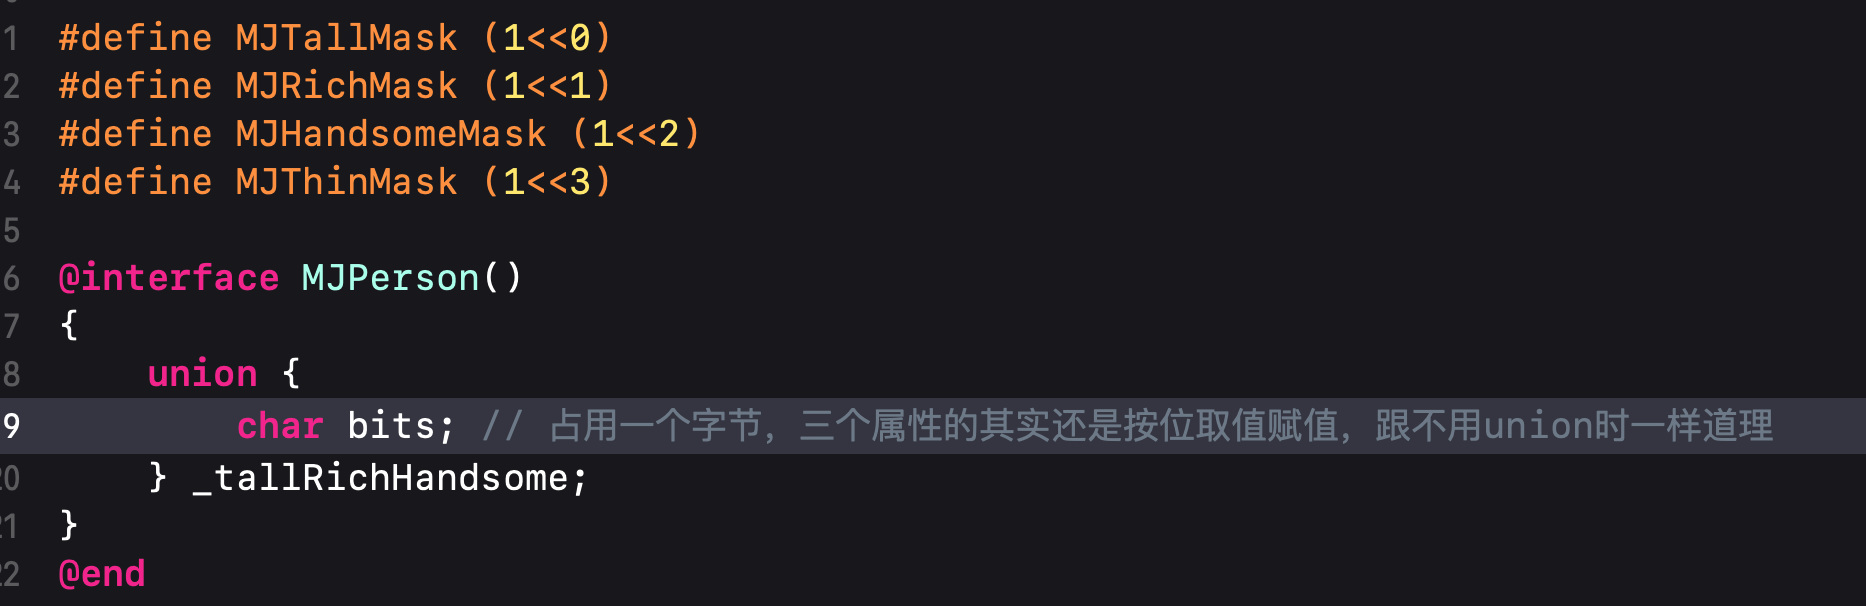 1 #define MJTallMask (1<<0)
2 #define MJRichMask (1<<1)
3 #define MJHandsomeMask (1<<2)
4 #define MJThinMask (1<<3)
5
6 @interface MJPerson()
7 {
8     union {
9         char bits; // 占用一个字节，三个属性的其实还是按位取值赋值，跟不用union时一样道理
20     } _tallRichHandsome;
21 }
22 @end